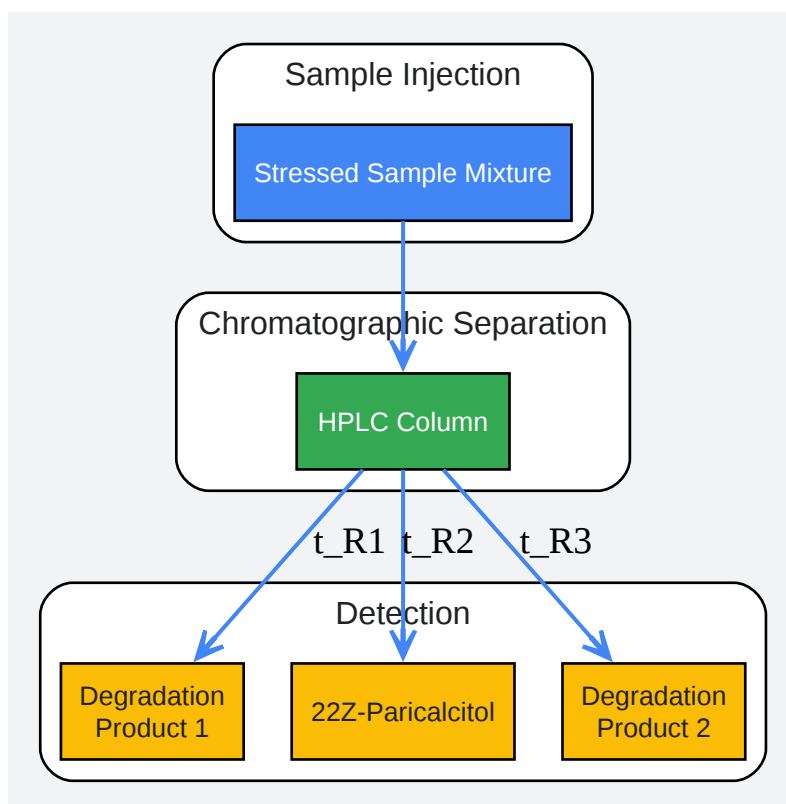 Sample Injection
Stressed Sample Mixture
Chromatographic Separation
HPLC Column
t_R1
t_R2
t_R3
Detection
Degradation
Product 1
22Z-Paricalcitol
Degradation
Product 2